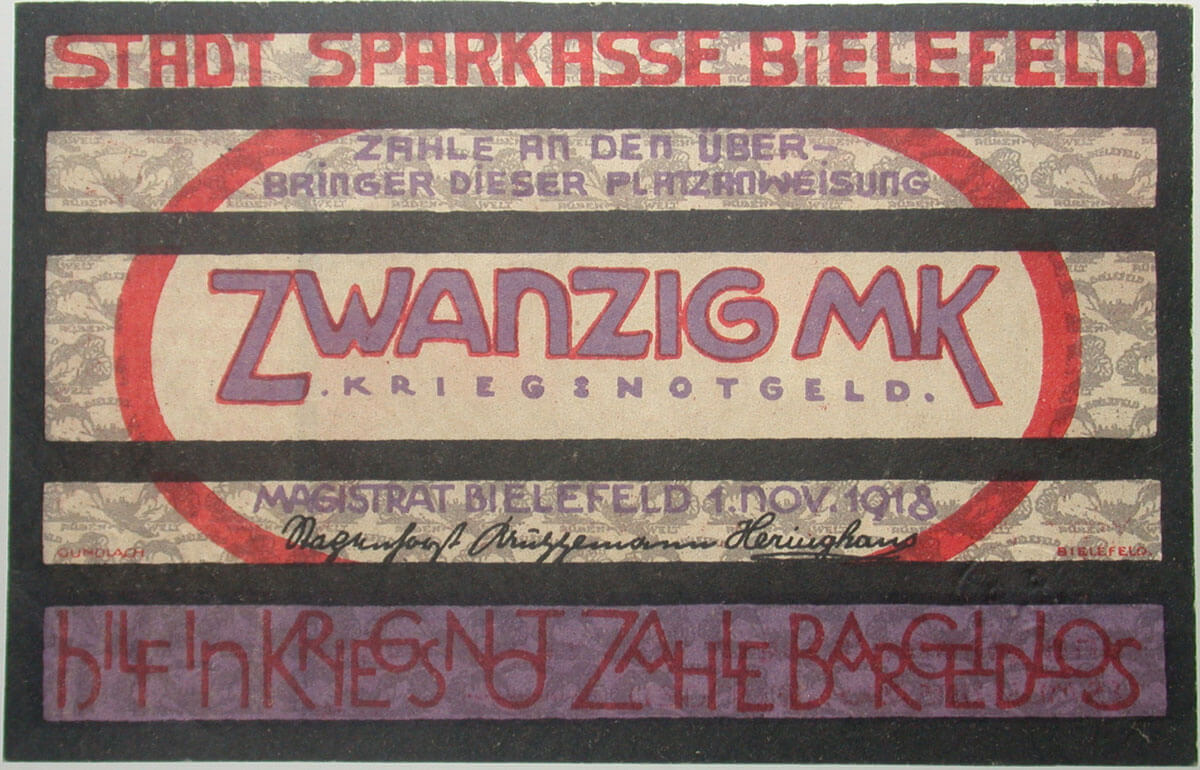 STADT SPARKASSE BIELEFELD
ZAHLE AN DEN ÜBER-
BRINGER DIESER PLATZANWEISUNG
ZWANZIG MK
.KRIEGSNOTGELD.
MAGISTRAT BIELEFELD 1. NOV. 1918
Heringhaus
GUNDLACH BIELEFELD.
HILF IN KRIEGSNOT ZAHLE BARGELDLOS